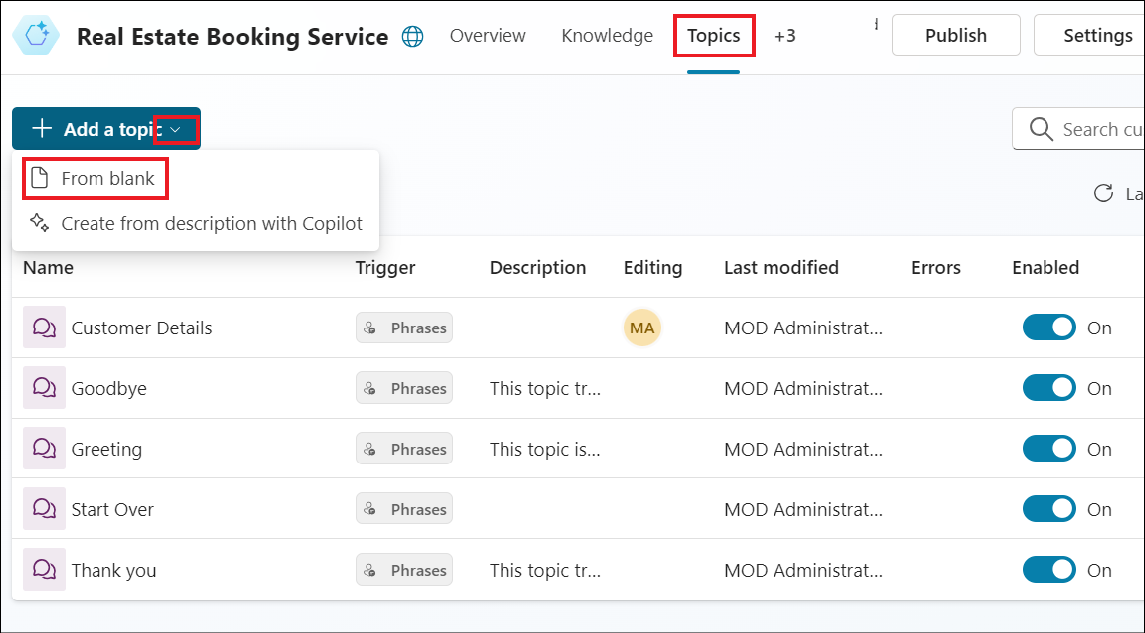 Real Estate Booking Service Overview Knowledge Topics +3 Publish Settings
Add a topic Search cu
From blank
Create from description with Copilot
Name Trigger Description Editing Last modified Errors Enabled
Customer Details Phrases MA MOD Administrat... On
Goodbye Phrases This topic tr... MOD Administrat... On
Greeting Phrases This topic is... MOD Administrat... On
Start Over Phrases MOD Administrat... On
Thank you Phrases This topic tr... MOD Administrat... On